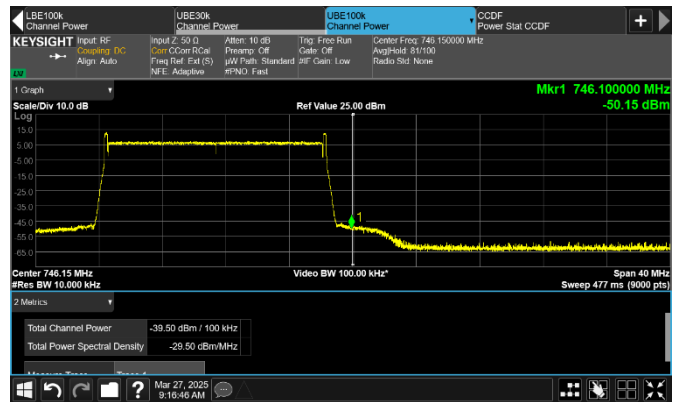 LBE100k
Channel Power
UBE30k
Channel Power
UBE100k
Channel Power
CCDF
Power Stat CCDF
KEYSIGHT
Input: RF
Coupling: DC
Align: Auto
Input Z: 50 Ω
Corr CCorr RCal
Freq Ref: Ext (S)
NFE: Adaptive
Atten: 10 dB
Preamp: Off
µW Path: Standard
#PNO: Fast
Trig: Free Run
Gate: Off
#IF Gain: Low
Center Freq: 746.150000 MHz
Avg|Hold: 81/100
Radio Std: None
LXI
1 Graph
Mkr1 746.100000 MHz
Scale/Div 10.0 dB
Ref Value 25.00 dBm
-50.15 dBm
Log
15.0
5.00
-5.00
-15.0
-25.0
-35.0
-45.0
-55.0
-65.0
1
Center 746.15 MHz
Video BW 100.00 kHz*
Span 40 MHz
#Res BW 10.000 kHz
Sweep 477 ms (9000 pts)
2 Metrics
Total Channel Power
-39.50 dBm / 100 kHz
Total Power Spectral Density
-29.50 dBm/MHz
?
Mar 27, 2025
9:16:46 AM